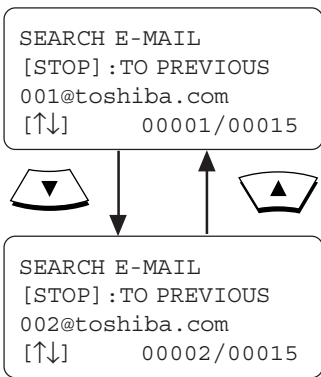 SEARCH E-MAIL
[STOP]:TO PREVIOUS
001@toshiba.com
[↑↓] 00001/00015
SEARCH E-MAIL
[STOP]:TO PREVIOUS
002@toshiba.com
[↑↓] 00002/00015